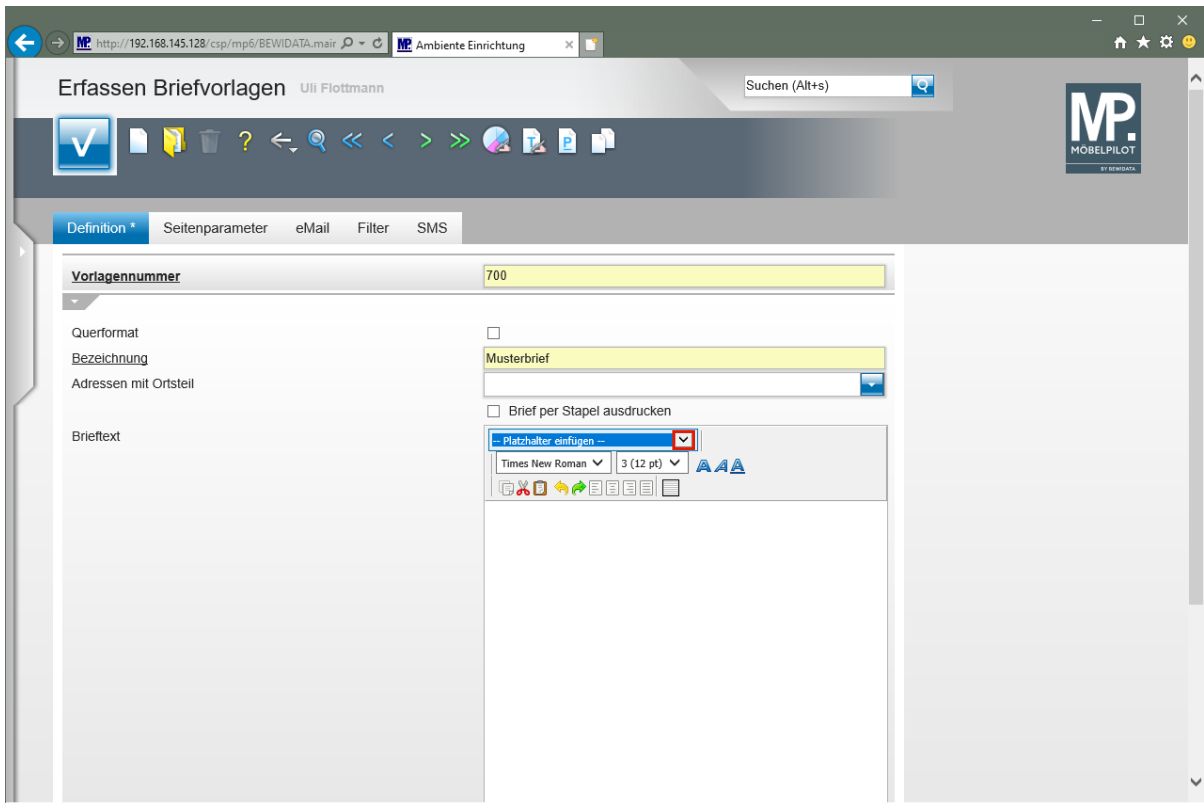 http://192.168.145.128/csp/mp6/BEWIDATA.mair
MP. Ambiente Einrichtung
Erfassen Briefvorlagen Uli Flottmann
Suchen (Alt+s)
MP.
MÖBELPILOT
BY BEWIDATA
Definition * Seitenparameter eMail Filter SMS
Vorlagennummer 700
Querformat
Bezeichnung Musterbrief
Adressen mit Ortsteil
Brief per Stapel ausdrucken
Brieftext -- Platzhalter einfügen --
Times New Roman 3 (12 pt) A A A